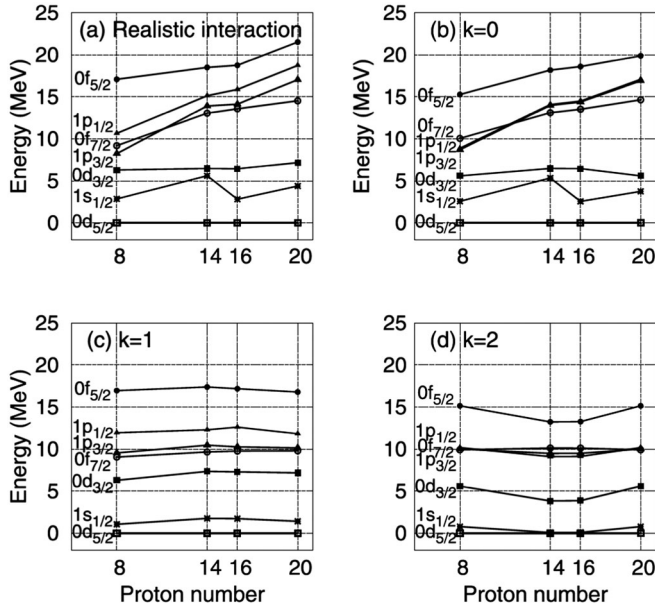 (a) Realistic interaction
25
20
15
10
5
0
Energy (MeV)
0f5/2
1p1/2
0f7/2
1p3/2
0d3/2
1s1/2
0d5/2
8
14
16
20
(b) k=0
25
20
15
10
5
0
Energy (MeV)
0f5/2
0f7/2
1p1/2
1p3/2
0d3/2
1s1/2
0d5/2
8
14
16
20
(c) k=1
25
20
15
10
5
0
Energy (MeV)
0f5/2
1p1/2
1p3/2
0f7/2
0d3/2
1s1/2
0d5/2
8
14
16
20
Proton number
(d) k=2
25
20
15
10
5
0
Energy (MeV)
0f5/2
1p1/2
0f7/2
1p3/2
0d3/2
1s1/2
0d5/2
8
14
16
20
Proton number